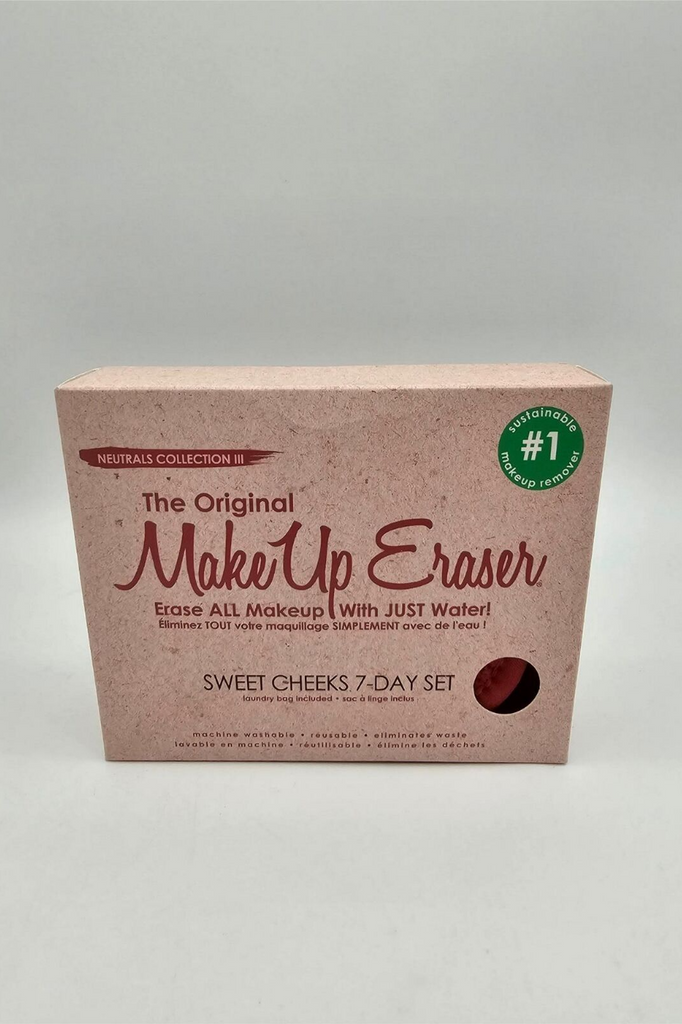 sustainable
#1
makeup remover
NEUTRALS COLLECTION III
The Original
MakeUp Eraser
Erase ALL Makeup With JUST Water!
Éliminez TOUT votre maquillage SIMPLEMENT avec de l'eau !
SWEET CHEEKS 7-DAY SET
laundry bag included • sac à linge inclus
machine washable • reusable • eliminates waste
lavable en machine • réutilisable • élimine les déchets